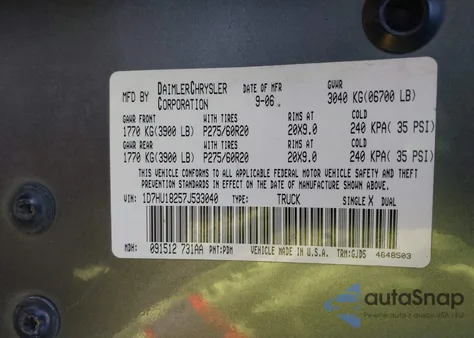 MFD BY DAIMLERCHRYSLER CORPORATION DATE OF MFR 9-06 GVWR 3040 KG(06700 LB)
GAWR FRONT WITH TIRES RIMS AT COLD
1770 KG(3900 LB) P275/60R20 20X9.0 240 KPA( 35 PSI)
GAWR REAR WITH TIRES RIMS AT COLD
1770 KG(3900 LB) P275/60R20 20X9.0 240 KPA( 35 PSI)
THIS VEHICLE CONFORMS TO ALL APPLICABLE FEDERAL MOTOR VEHICLE SAFETY AND THEFT
PREVENTION STANDARDS IN EFFECT ON THE DATE OF MANUFACTURE SHOWN ABOVE.
VIN: 1D7HU18257J533040 TYPE: TRUCK SINGLE X DUAL
MDH: 091512 731AA PNT:PDM VEHICLE MADE IN U.S.A. TRM:GJD5 4648503
autoSnap